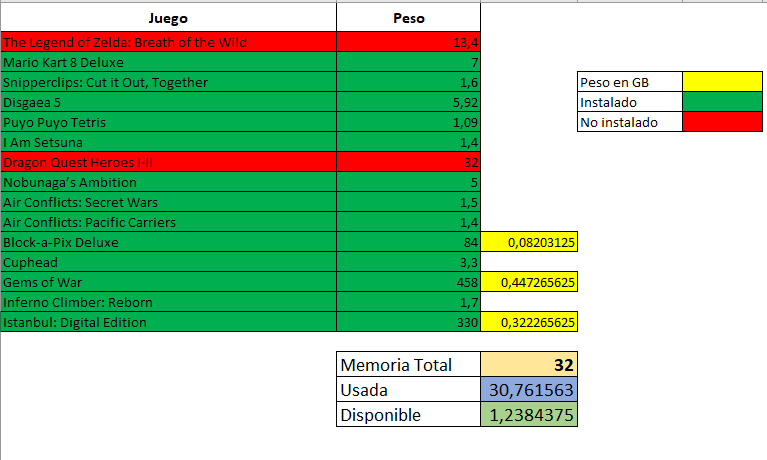 Juego Peso
The Legend of Zelda: Breath of the Wild 13,4
Mario Kart 8 Deluxe 7
Snipperclips: Cut it Out, Together 1,6
Peso en GB
Disgaea 5 5,92
Instalado
Puyo Puyo Tetris 1,09
No instalado
I Am Setsuna 1,4
Dragon Quest Heroes I·II 32
Nobunaga's Ambition 5
Air Conflicts: Secret Wars 1,5
Air Conflicts: Pacific Carriers 1,4
Block-a-Pix Deluxe 84 0,08203125
Cuphead 3,3
Gems of War 458 0,447265625
Inferno Climber: Reborn 1,7
Istanbul: Digital Edition 330 0,322265625
Memoria Total 32
Usada 30,761563
Disponible 1,2384375